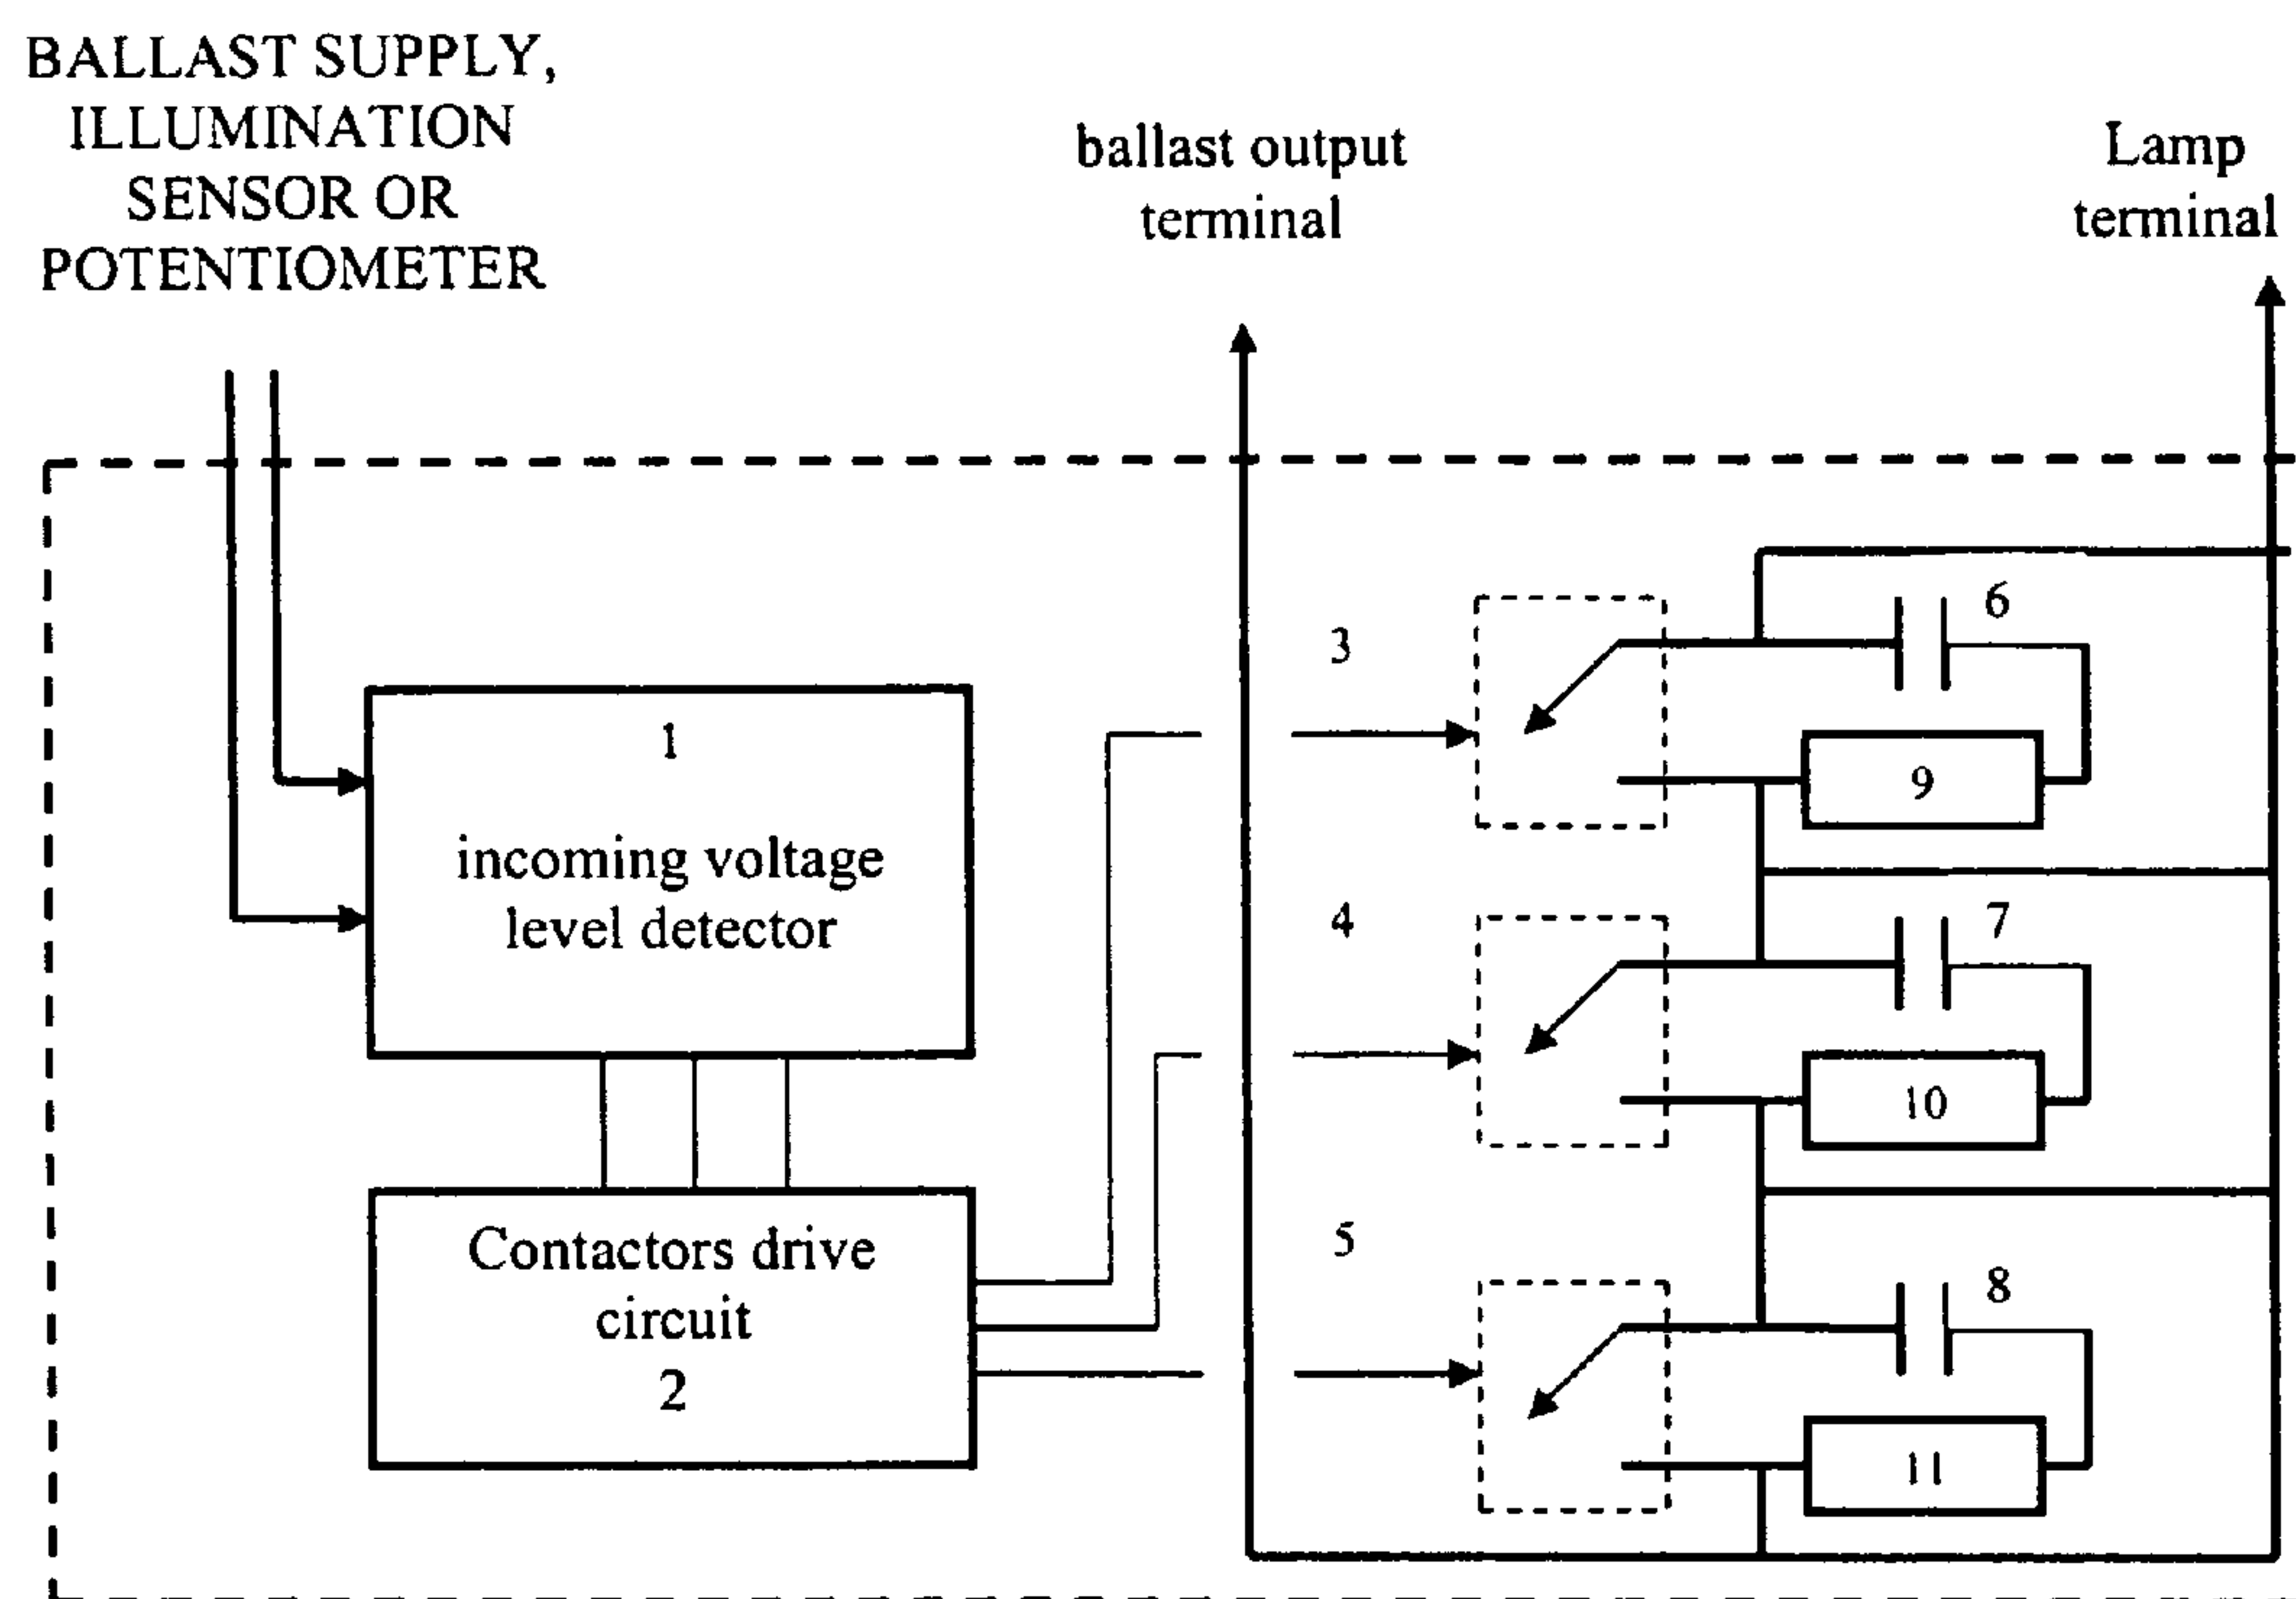 BALLAST SUPPLY,
ILLUMINATION
SENSOR OR
POTENTIOMETER
ballast output
terminal
Lamp
terminal
1
incoming voltage
level detector
Contactors drive
circuit
2
3
6
9
4
7
10
5
8
11